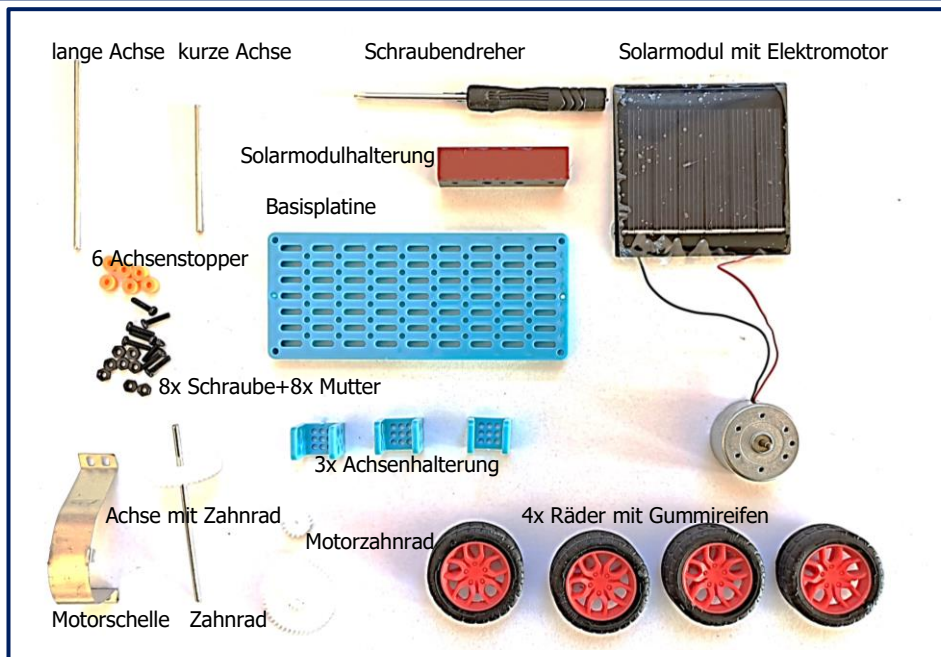 lange Achse
kurze Achse
Schraubendreher
Solarmodul mit Elektromotor
Solarmodulhalterung
Basisplatine
6 Achsenstopper
8x Schraube+8x Mutter
3x Achsenhalterung
Achse mit Zahnrad
Motorzahnrad
4x Räder mit Gummireifen
Motorschelle
Zahnrad